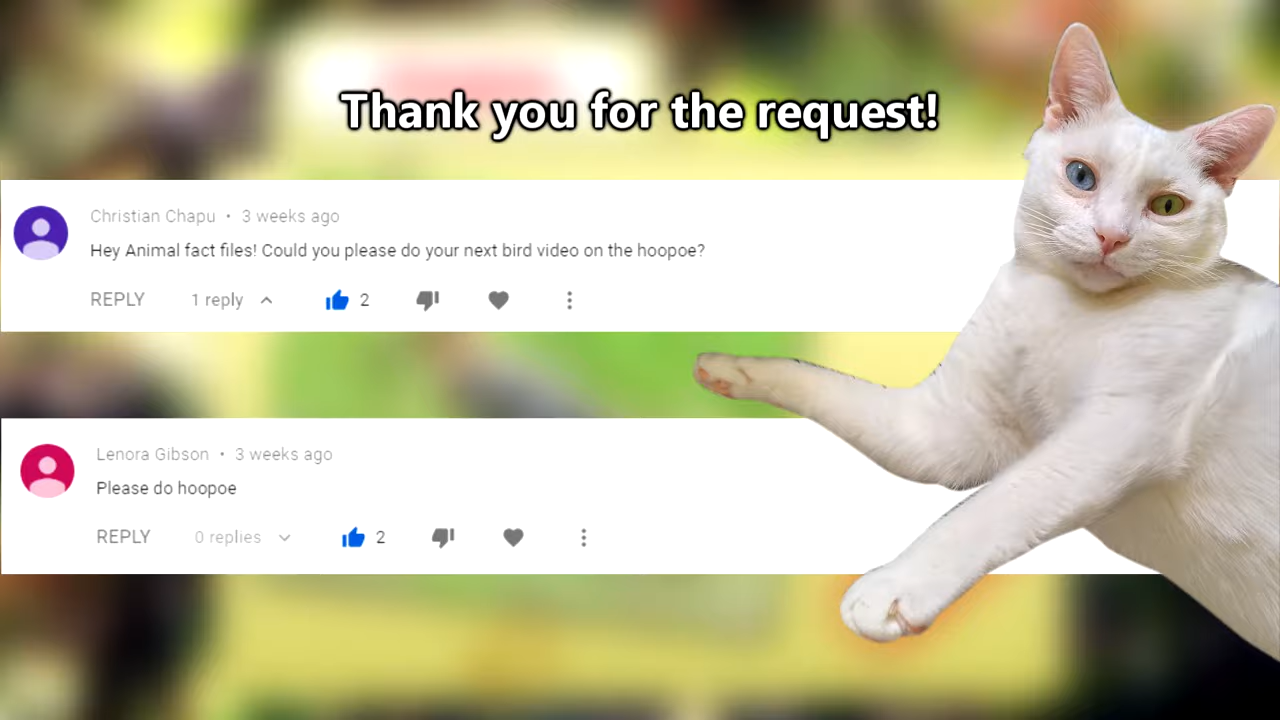 Thank you for the request!
Christian Chapu • 3 weeks ago
Hey Animal fact files! Could you please do your next bird video on the hoopoe?
REPLY 1 reply 2
Lenora Gibson • 3 weeks ago
Please do hoopoe
REPLY 0 replies 2